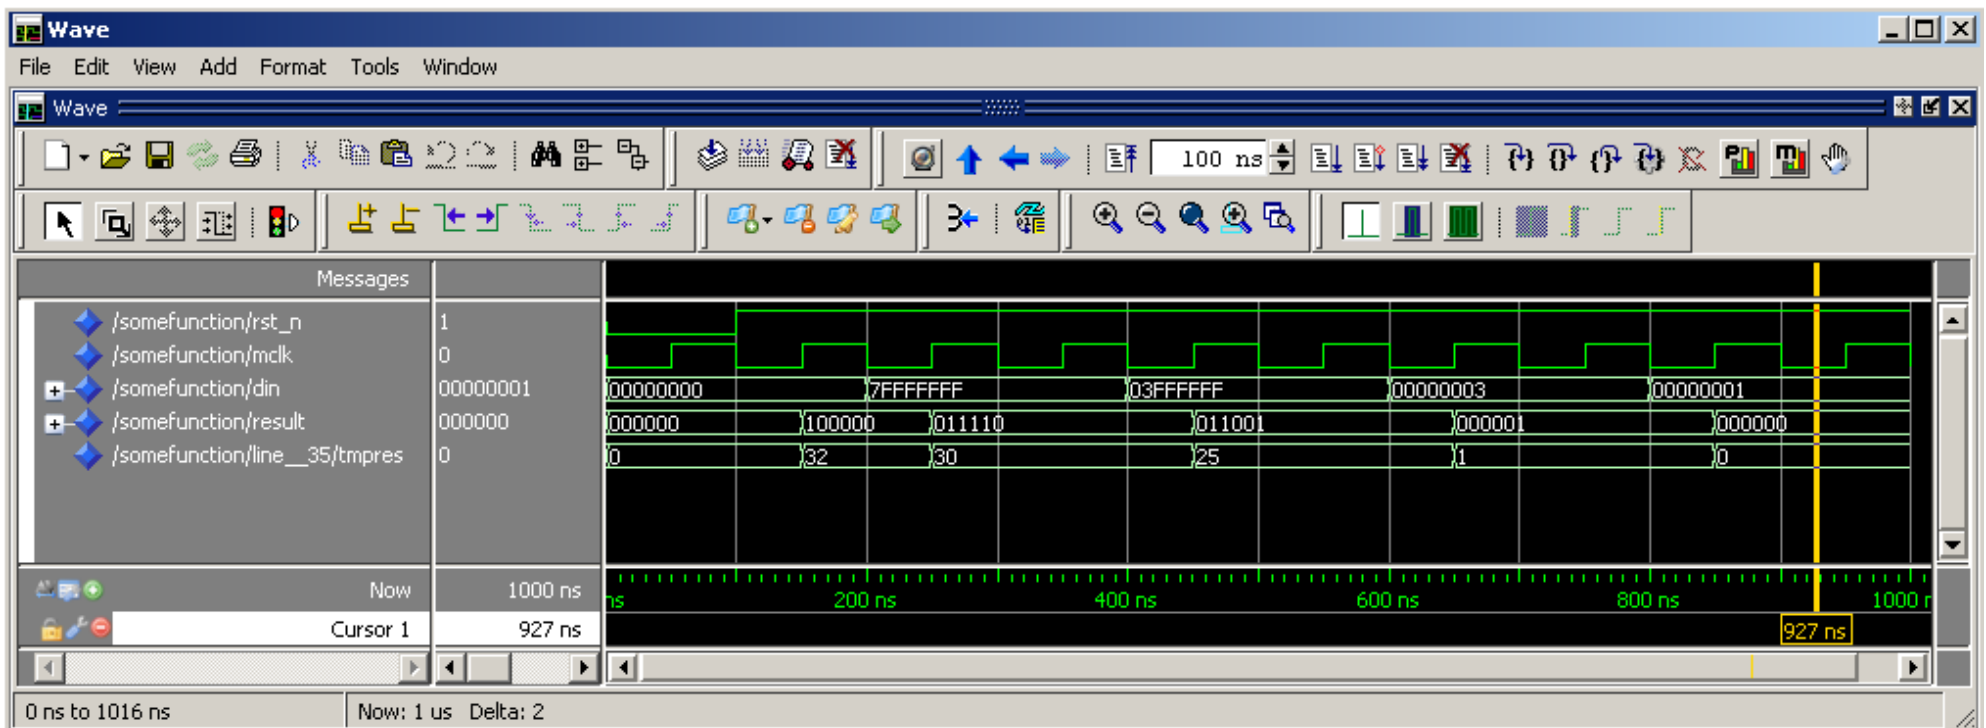 Wave
File Edit View Add Format Tools Window
Wave
100 ns
Messages
/somefunction/rst_n 1
/somefunction/mclk 0
/somefunction/din 00000001 00000000 7FFFFFFF 03FFFFFF 00000003 00000001
/somefunction/result 000000 000000 100000 011110 011001 000001 000000
/somefunction/line__35/tmpres 0 0 32 30 25 1 0
Now 1000 ns ns 200 ns 400 ns 600 ns 800 ns 1000 r
Cursor 1 927 ns 927 ns
0 ns to 1016 ns Now: 1 us Delta: 2